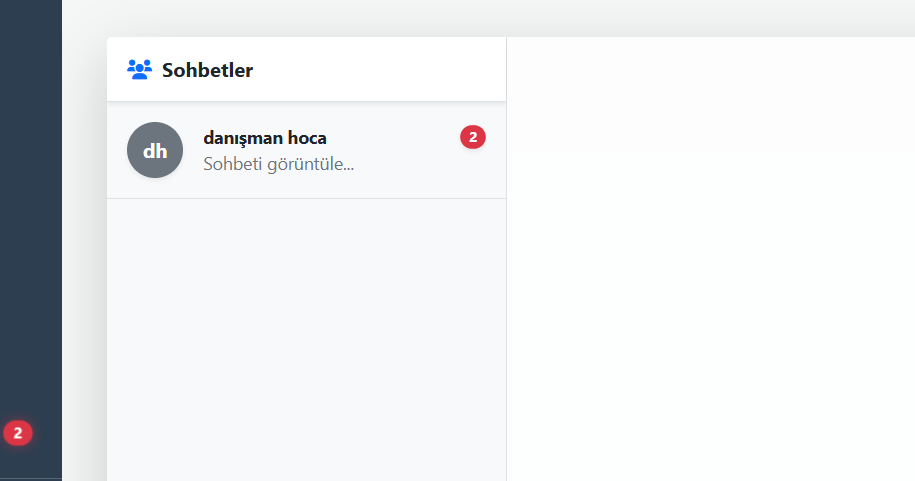 Sohbetler
dh
danışman hoca
2
Sohbeti görüntüle...
2